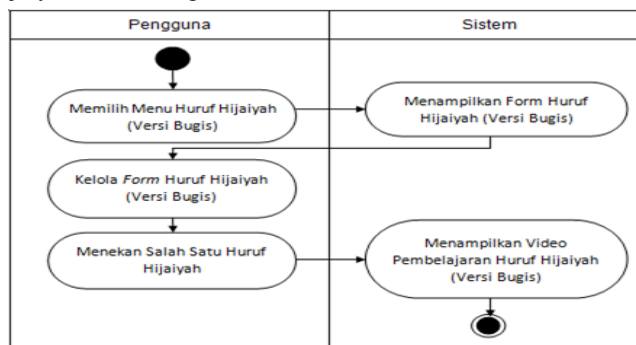 Pengguna
Sistem
Memilih Menu Huruf Hijaiyah
(Versi Bugis)
Menampilkan Form Huruf
Hijaiyah (Versi Bugis)
Kelola Form Huruf Hijaiyah
(Versi Bugis)
Menekan Salah Satu Huruf
Hijaiyah
Menampilkan Video
Pembelajaran Huruf Hijaiyah
(Versi Bugis)